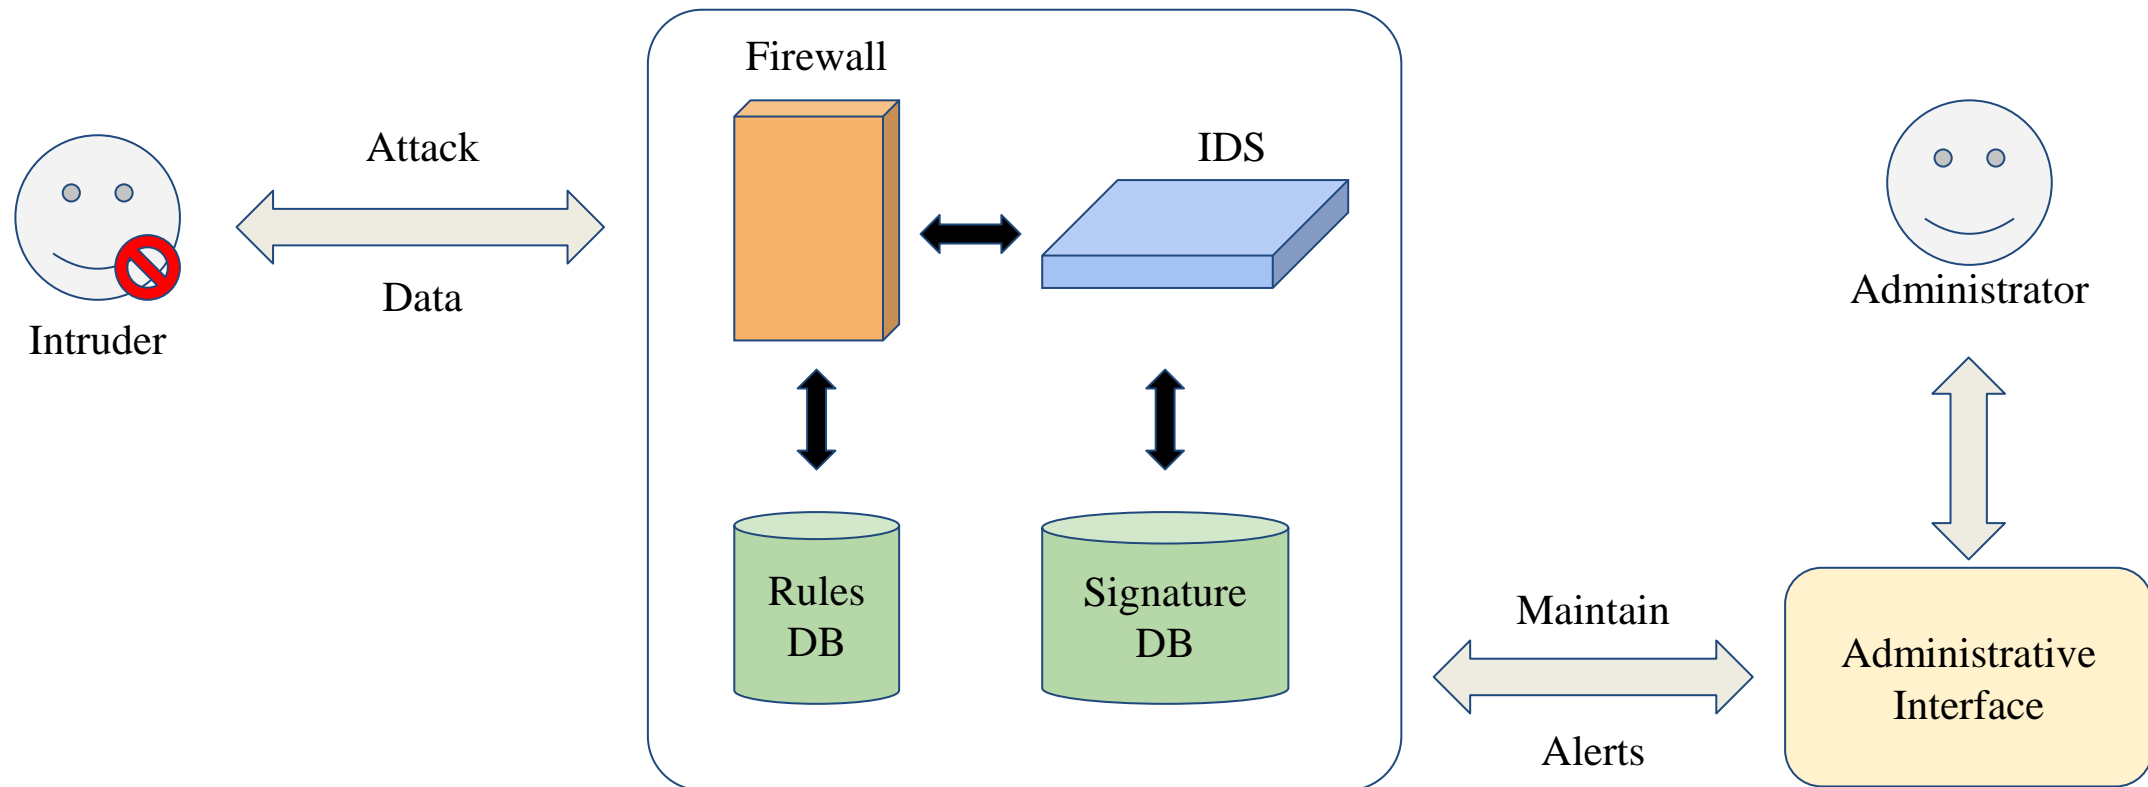 Firewall
Attack
IDS
Data
Intruder
Administrator
Rules
DB
Signature
DB
Maintain
Alerts
Administrative
Interface